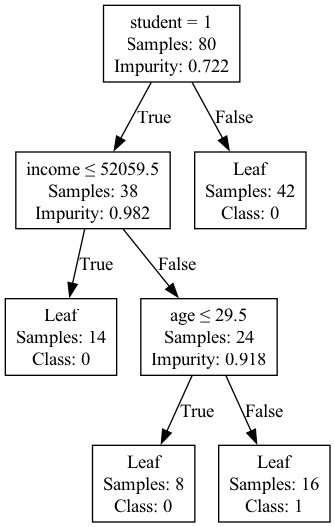 student = 1
Samples: 80
Impurity: 0.722
True
False
income ≤ 52059.5
Samples: 38
Impurity: 0.982
Leaf
Samples: 42
Class: 0
True
False
Leaf
Samples: 14
Class: 0
age ≤ 29.5
Samples: 24
Impurity: 0.918
True
False
Leaf
Samples: 8
Class: 0
Leaf
Samples: 16
Class: 1